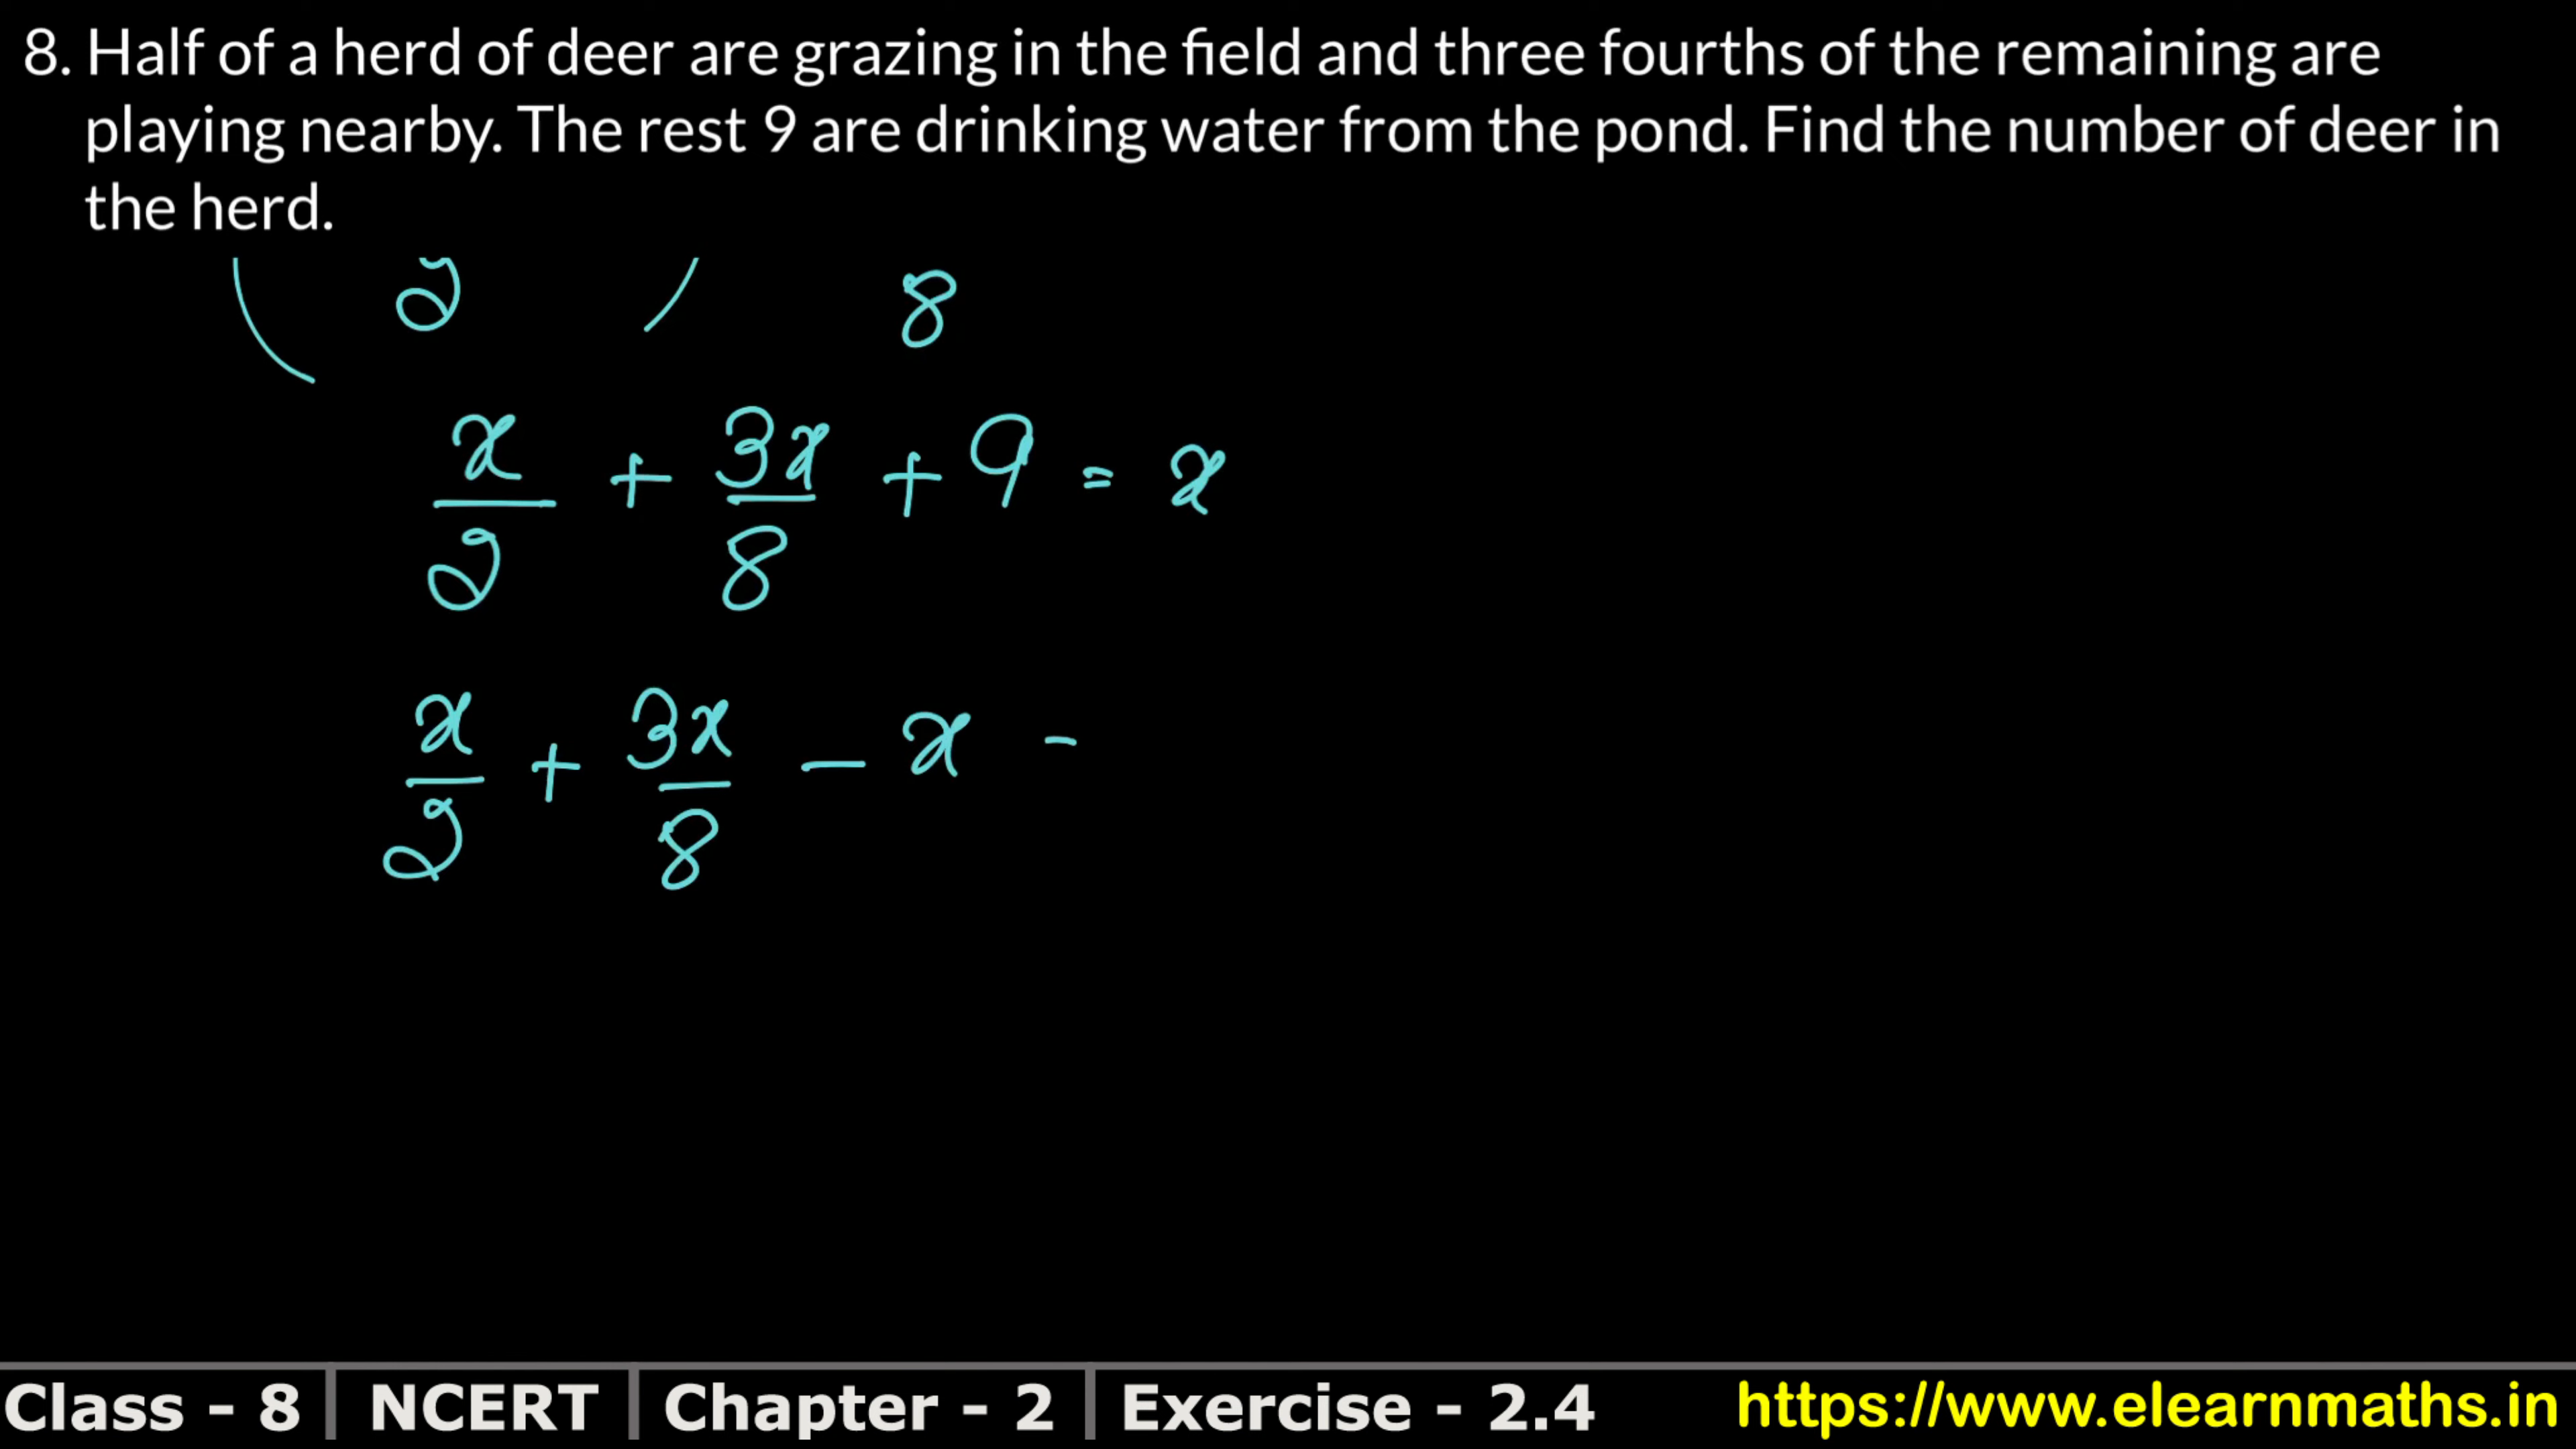 8. Half of a herd of deer are grazing in the field and three fourths of the remaining are
playing nearby. The rest 9 are drinking water from the pond. Find the number of deer in
the herd.
( 2 ) 8
x/2 + 3x/8 + 9 = x
x/2 + 3x/8 - x -
Class - 8 | NCERT | Chapter - 2 | Exercise - 2.4 https://www.elearnmaths.in